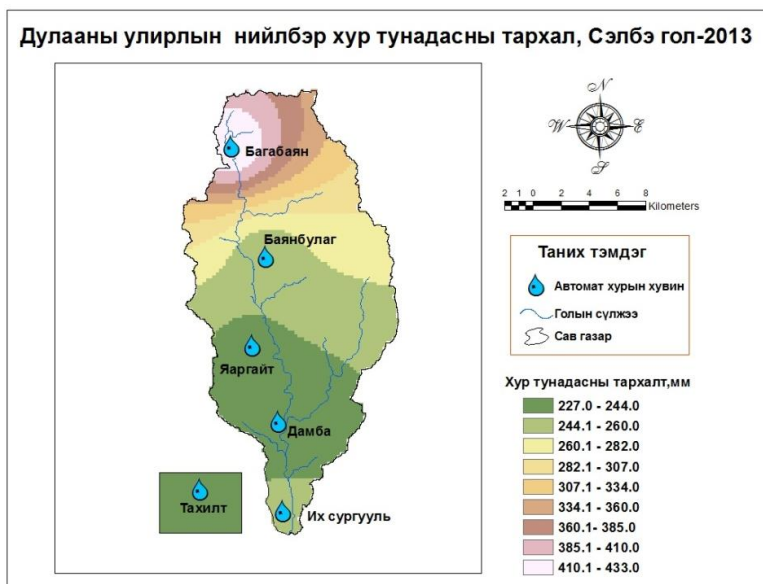 Дулааны улирлын нийлбэр хур тунадасны тархал, Сэлбэ гол-2013
N
W E
S
2 1 0 2 4 6 8
Kilometers
Багабаян
Баянбулаг
Яаргайт
Дамба
Тахилт
Их сургууль
Таних тэмдэг
Автомат хурын хувин
Голын сүлжээ
Сав газар
Хур тунадасны тархалт,мм
227.0 - 244.0
244.1 - 260.0
260.1 - 282.0
282.1 - 307.0
307.1 - 334.0
334.1 - 360.0
360.1- 385.0
385.1 - 410.0
410.1 - 433.0